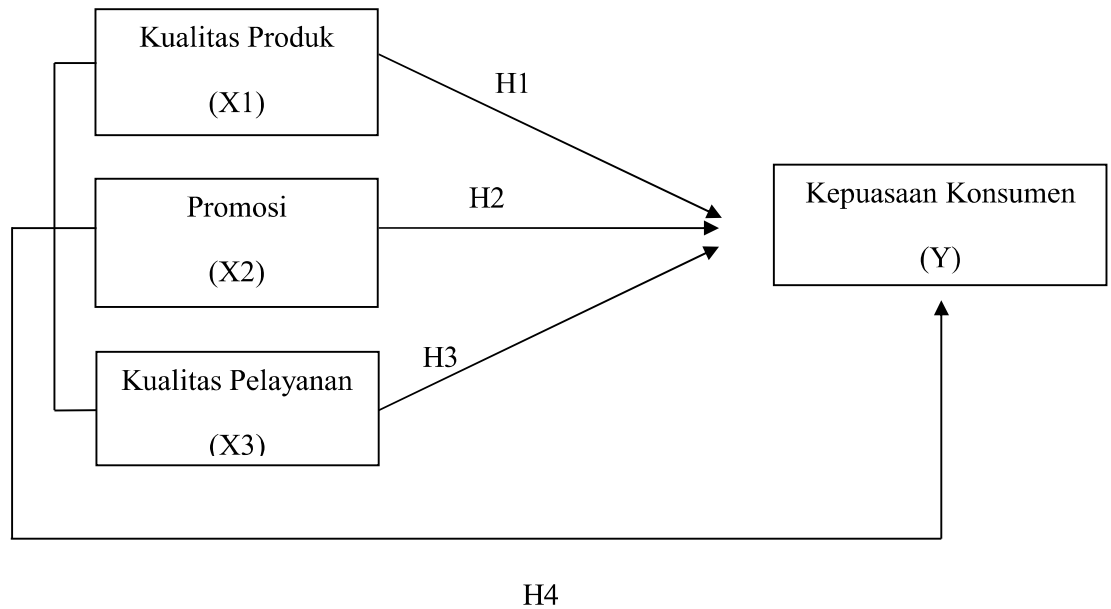 Kualitas Produk
(X1)
H1
Promosi
(X2)
H2
Kepuasaan Konsumen
(Y)
Kualitas Pelayanan
(X3)
H3
H4